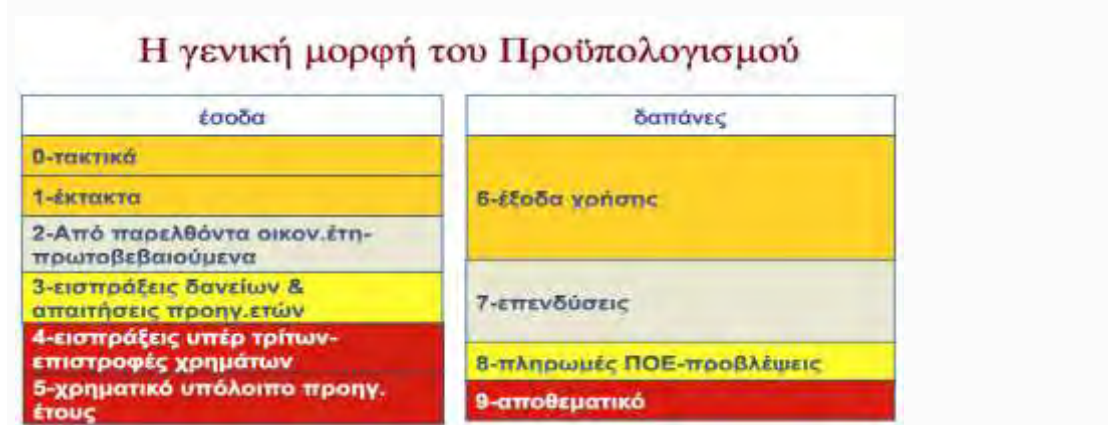 Η γενική μορφή του Προϋπολογισμού
έσοδα
0-τακτικά
1-έκτακτα
2-Από παρελθόντα οικον.έτη-
πρωτοβεβαιούμενα
3-εισπράξεις δανείων &
απαιτήσεις προηγ.ετών
4-εισπράξεις υπέρ τρίτων-
επιστροφές χρημάτων
5-χρηματικό υπόλοιπο προηγ.
έτους
δαπάνες
6-έξοδα χρήσης
7-επενδύσεις
8-πληρωμές ΠΟΕ-προβλέψεις
9-αποθεματικό